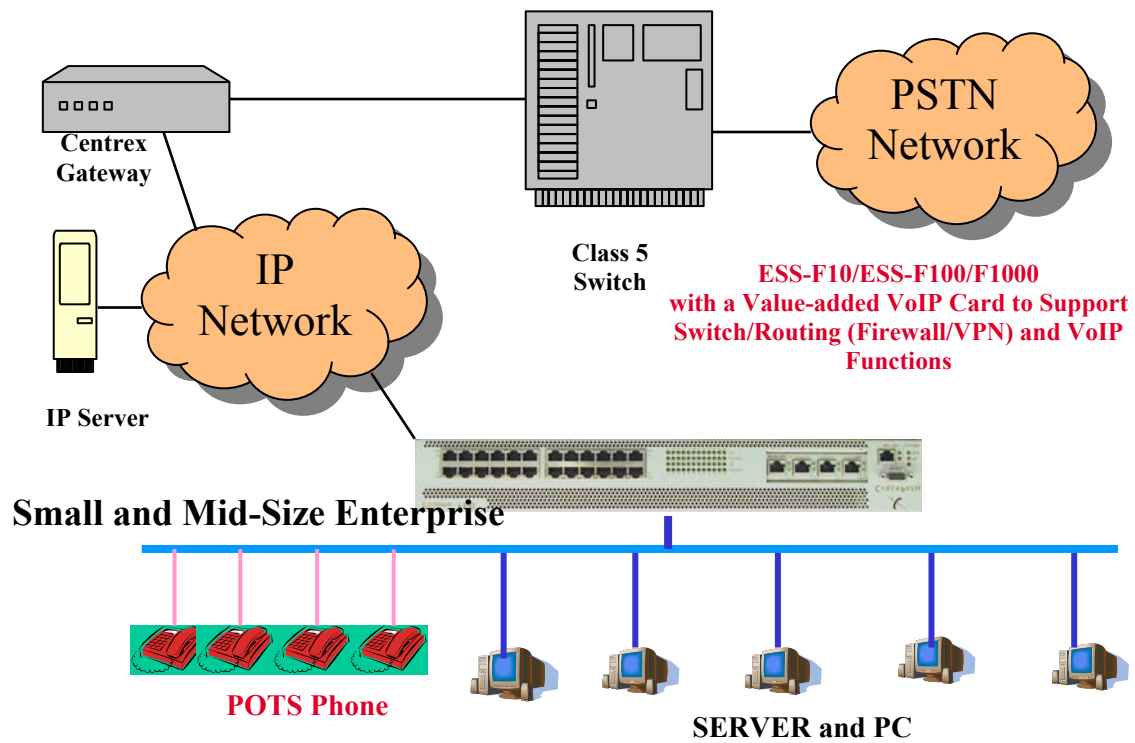 PSTN
Network
Centrex
Gateway
IP
Network
Class 5
Switch
ESS-F10/ESS-F100/F1000
with a Value-added VoIP Card to Support
Switch/Routing (Firewall/VPN) and VoIP
Functions
IP Server
Small and Mid-Size Enterprise
POTS Phone
SERVER and PC